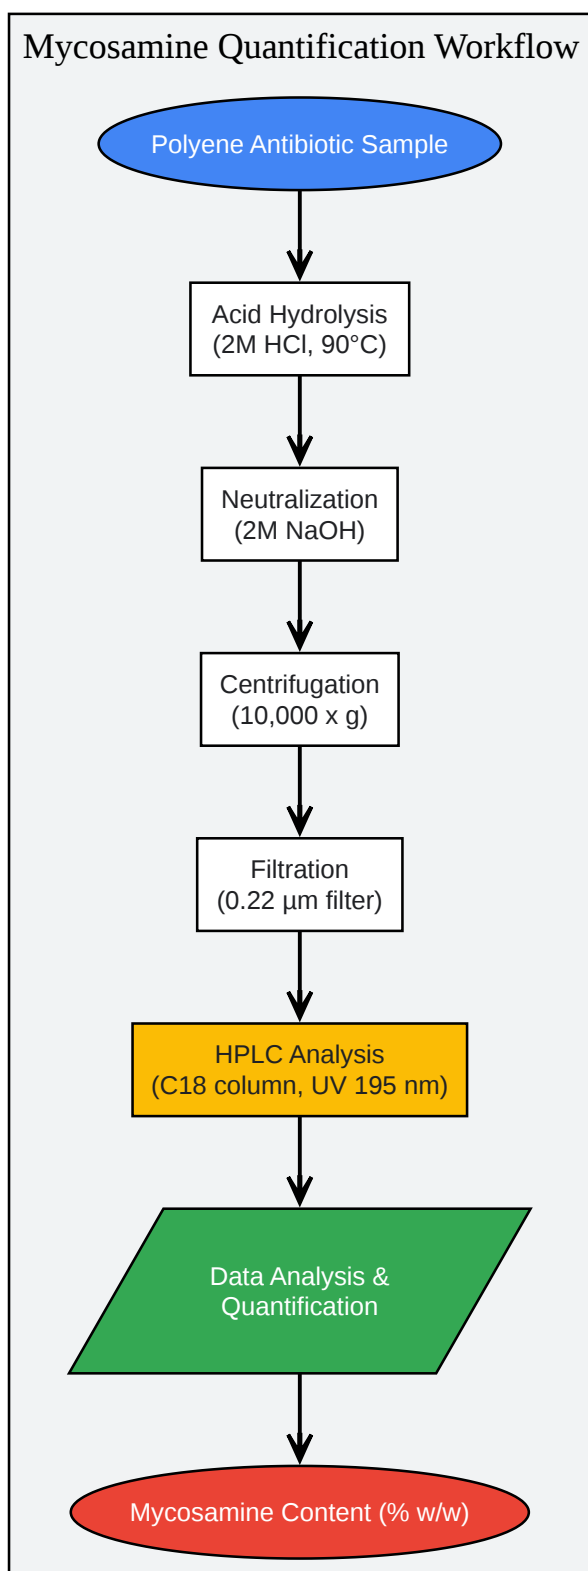 Mycosamine Quantification Workflow
Polyene Antibiotic Sample
Acid Hydrolysis
(2M HCl, 90°C)
Neutralization
(2M NaOH)
Centrifugation
(10,000 x g)
Filtration
(0.22 µm filter)
HPLC Analysis
(C18 column, UV 195 nm)
Data Analysis &
Quantification
Mycosamine Content (% w/w)